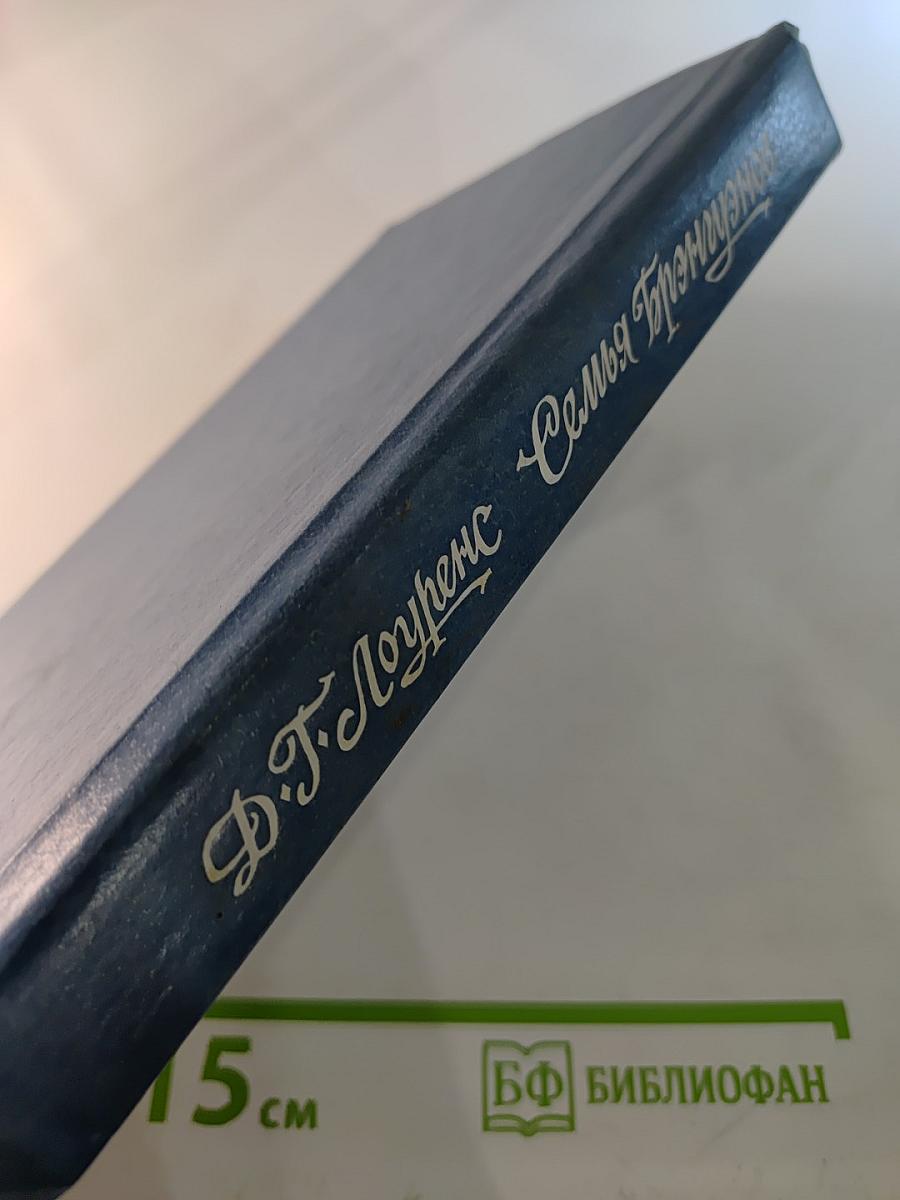 Д.Г.Лоуренс Семья Брэнгуэнов
15 см
БФ БИБЛИОФАН